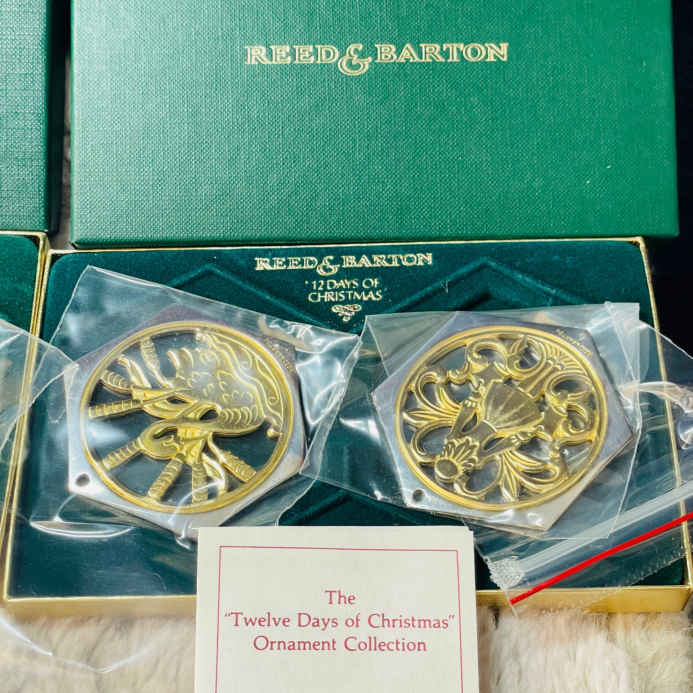 REED & BARTON
REED & BARTON
12 DAYS OF
CHRISTMAS
The
"Twelve Days of Christmas"
Ornament Collection